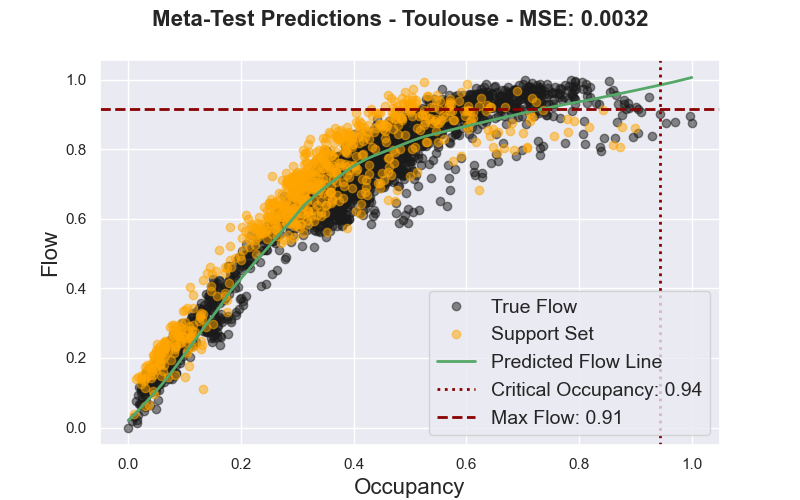 Meta-Test Predictions - Toulouse - MSE: 0.0032
1.0
0.8
0.6
0.4
0.2
0.0
Flow
True Flow
Support Set
Predicted Flow Line
Critical Occupancy: 0.94
Max Flow: 0.91
0.0 0.2 0.4 0.6 0.8 1.0
Occupancy